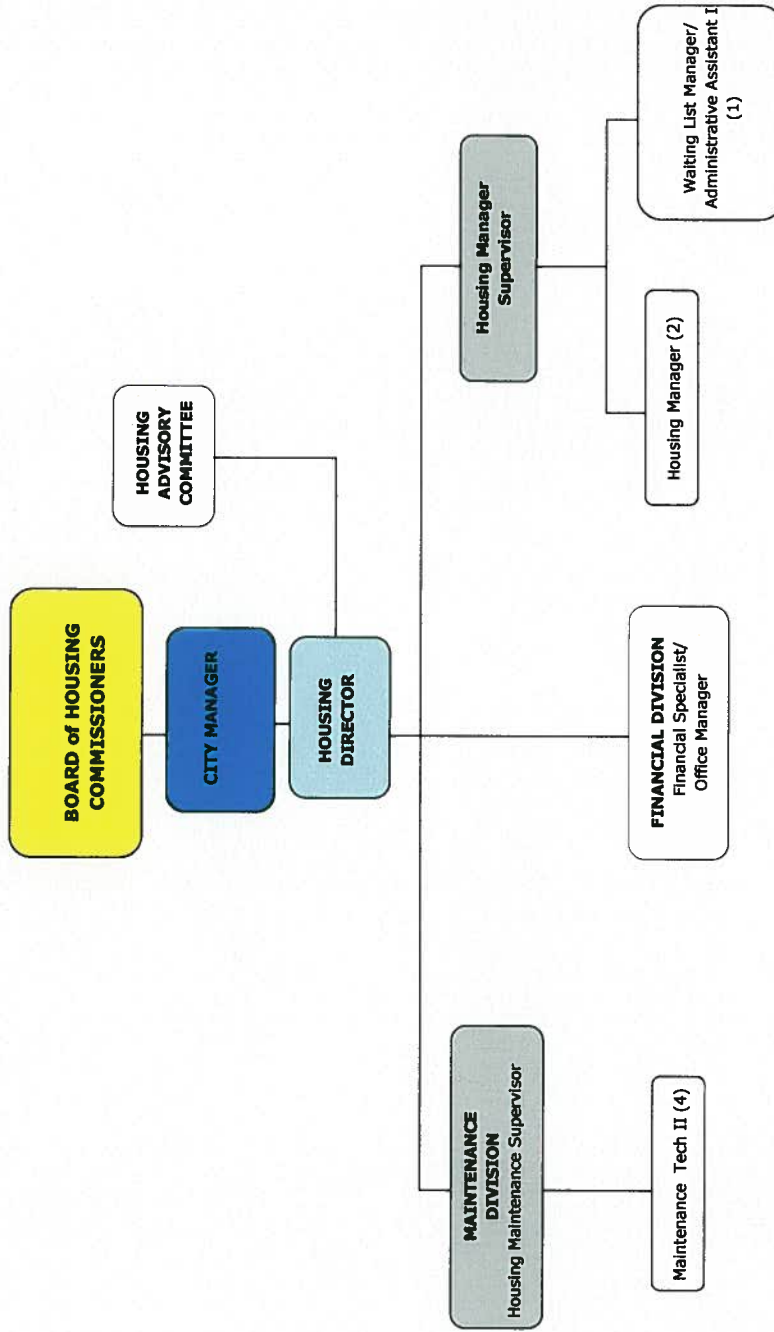 BOARD of HOUSING
COMMISSIONERS
CITY MANAGER
HOUSING
ADVISORY
COMMITTEE
HOUSING
DIRECTOR
MAINTENANCE
DIVISION
Housing Maintenance Supervisor
Maintenance Tech II (4)
FINANCIAL DIVISION
Financial Specialist/
Office Manager
Housing Manager
Supervisor
Housing Manager (2)
Waiting List Manager/
Administrative Assistant I
(1)